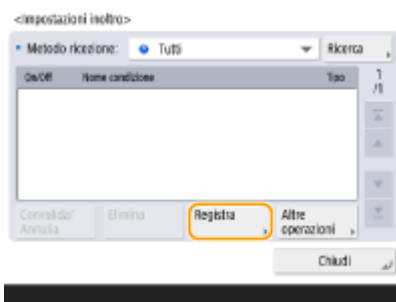 <Impostazioni inoltro>
Metodo ricezione: Tutti Ricerca
On/Off Nome condizione Tipo 1
/1
Convalida/ Elimina Registra Altre
Annulla operazioni
Chiudi